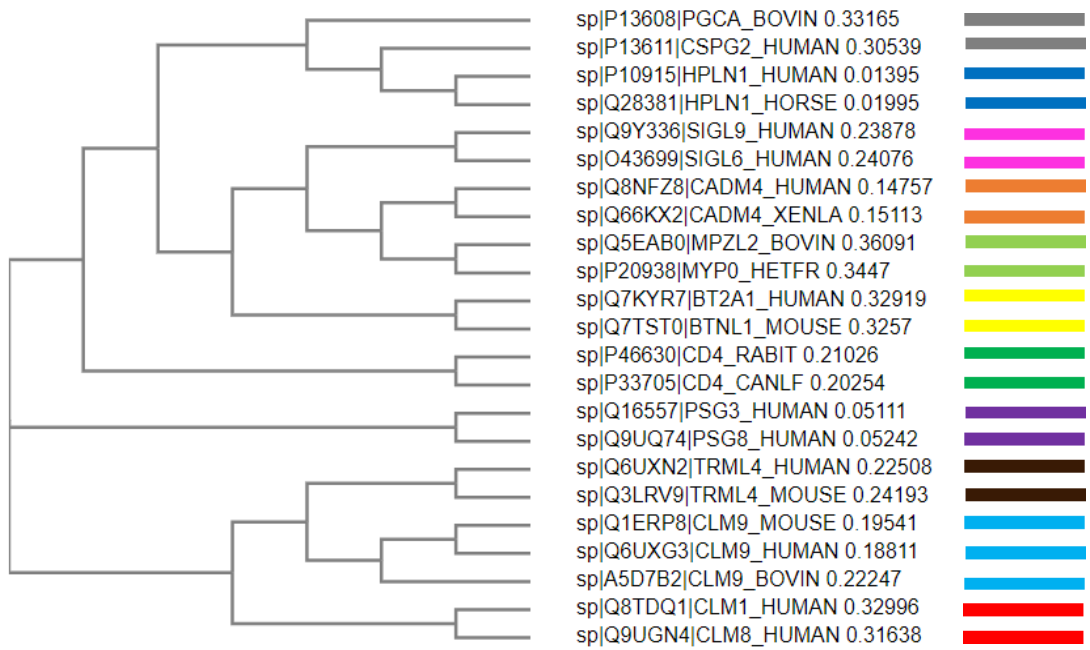 sp|P13608|PGCA_BOVIN 0.33165
sp|P13611|CSPG2_HUMAN 0.30539
sp|P10915|HPLN1_HUMAN 0.01395
sp|Q28381|HPLN1_HORSE 0.01995
sp|Q9Y336|SIGL9_HUMAN 0.23878
sp|O43699|SIGL6_HUMAN 0.24076
sp|Q8NFZ8|CADM4_HUMAN 0.14757
sp|Q66KX2|CADM4_XENLA 0.15113
sp|Q5EAB0|MPZL2_BOVIN 0.36091
sp|P20938|MYP0_HETFR 0.3447
sp|Q7KYR7|BT2A1_HUMAN 0.32919
sp|Q7TST0|BTNL1_MOUSE 0.3257
sp|P46630|CD4_RABIT 0.21026
sp|P33705|CD4_CANLF 0.20254
sp|Q16557|PSG3_HUMAN 0.05111
sp|Q9UQ74|PSG8_HUMAN 0.05242
sp|Q6UXN2|TRML4_HUMAN 0.22508
sp|Q3LRV9|TRML4_MOUSE 0.24193
sp|Q1ERP8|CLM9_MOUSE 0.19541
sp|Q6UXG3|CLM9_HUMAN 0.18811
sp|A5D7B2|CLM9_BOVIN 0.22247
sp|Q8TDQ1|CLM1_HUMAN 0.32996
sp|Q9UGN4|CLM8_HUMAN 0.31638